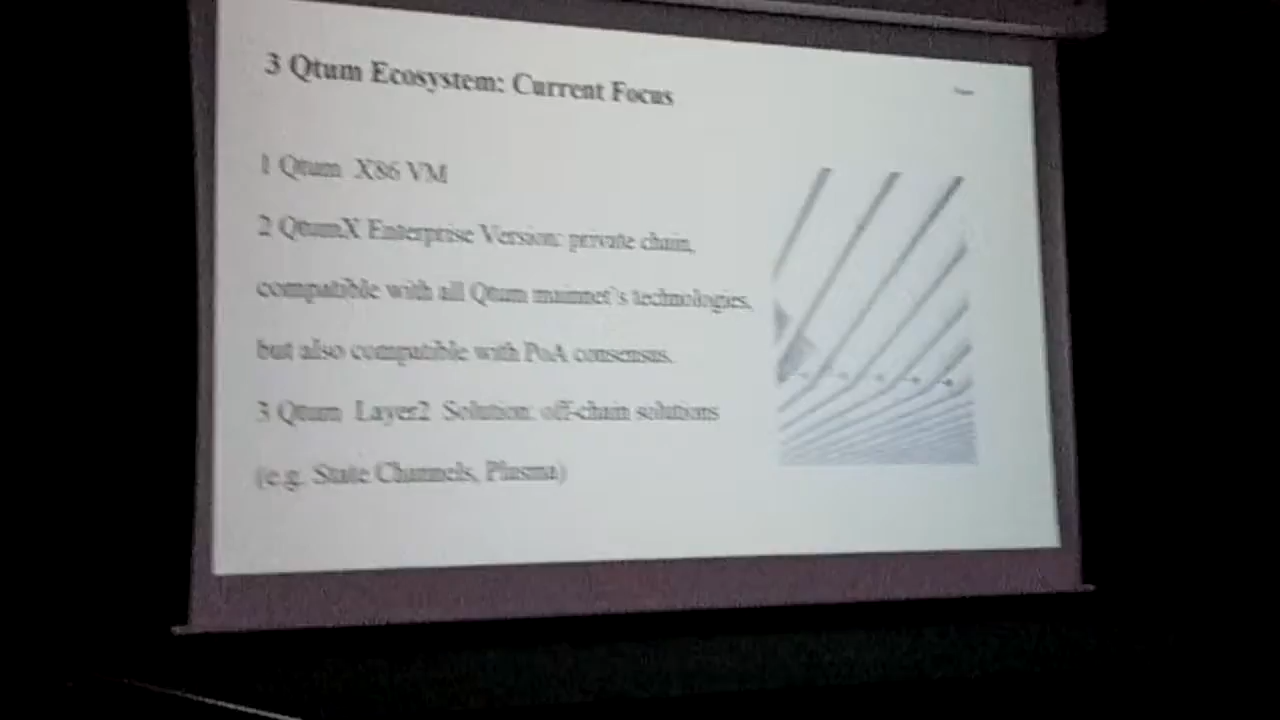 3 Qtum Ecosystem: Current Focus
1 Qtum X86 VM
2 QtumX Enterprise Version: private chain,
compatible with all Qtum mainnet's technologies,
but also compatible with PoA consensus.
3 Qtum Layer2 Solution: off-chain solutions
(e.g. State Channels, Plasma)